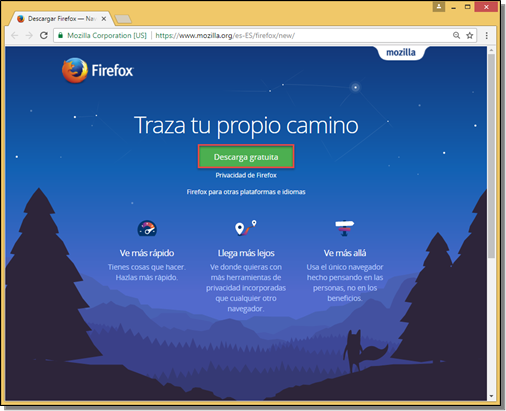 Descargar Firefox — Nav
Mozilla Corporation [US] | https://www.mozilla.org/es-ES/firefox/new/
mozilla
Firefox
Traza tu propio camino
Descarga gratuita
Privacidad de Firefox
Firefox para otras plataformas e idiomas
Ve más rápido
Tienes cosas que hacer.
Hazlas más rápido.
Llega más lejos
Ve donde quieras con
más herramientas de
privacidad incorporadas
que cualquier otro
navegador.
Ve más allá
Usa el único navegador
hecho pensando en las
personas, no en los
beneficios.